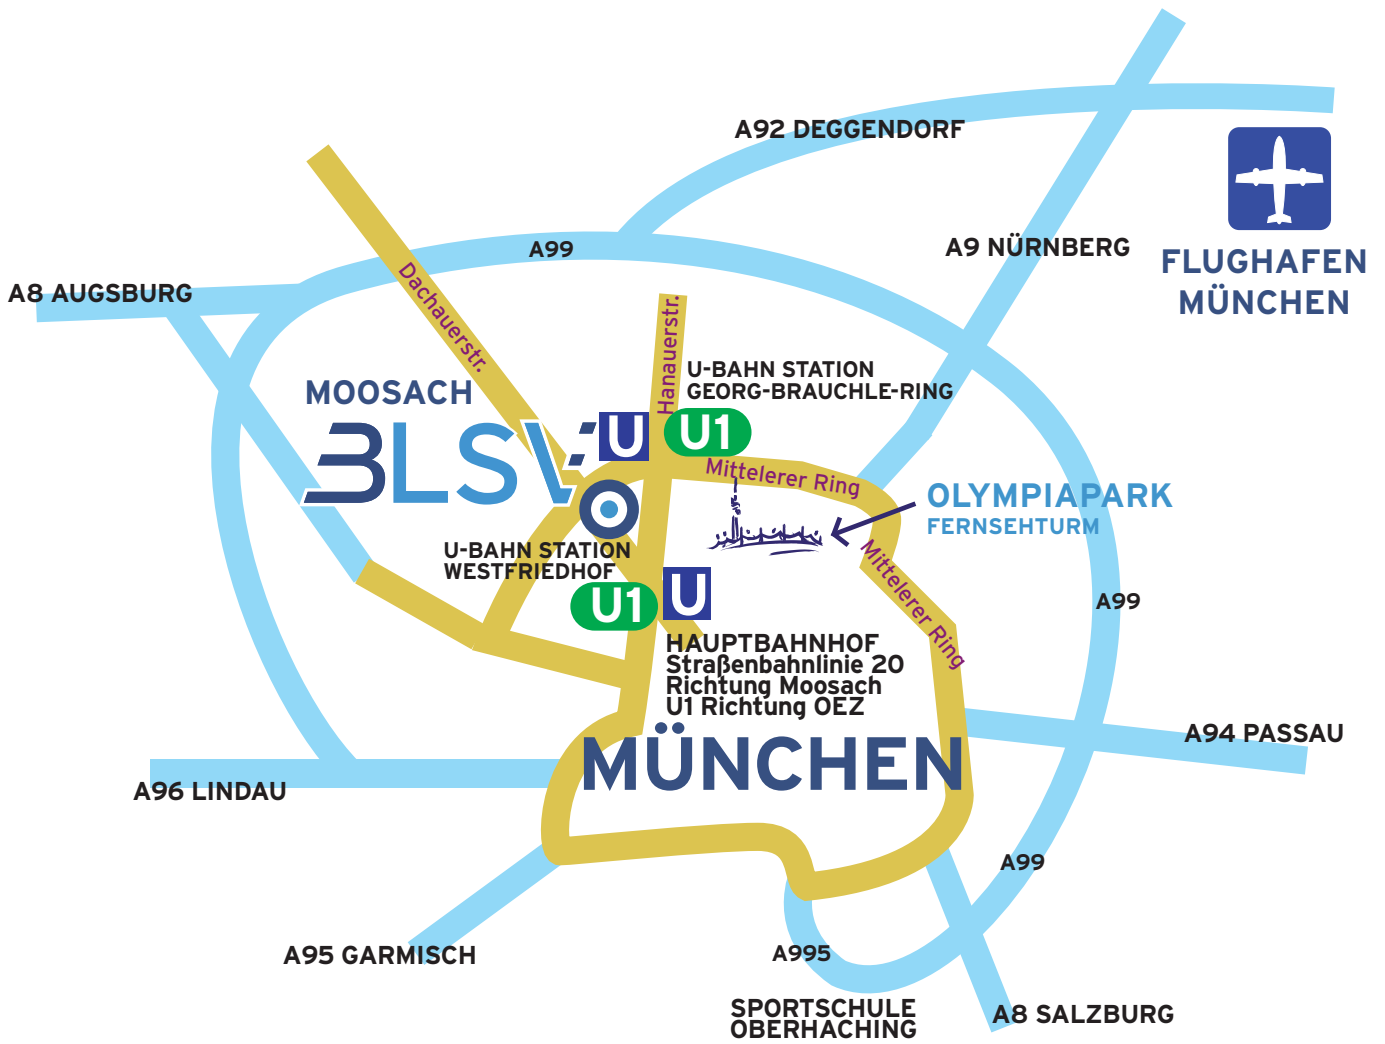 A92 DEGGENDORF
A99
A9 NÜRNBERG
FLUGHAFEN
MÜNCHEN
A8 AUGSBURG
Dachauerstr.
Hanauerstr.
U-BAHN STATION
GEORG-BRAUCHLE-RING
MOOSACH
BLSV
U
U1
Mittelerer Ring
OLYMPIAPARK
FERNSEHTURM
U-BAHN STATION
WESTFRIEDHOF
U1
U
Mittelerer Ring
A99
HAUPTBAHNHOF
Straßenbahnlinie 20
Richtung Moosach
U1 Richtung OEZ
MÜNCHEN
A94 PASSAU
A96 LINDAU
A99
A95 GARMISCH
A995
SPORTSCHULE
OBERHACHING
A8 SALZBURG